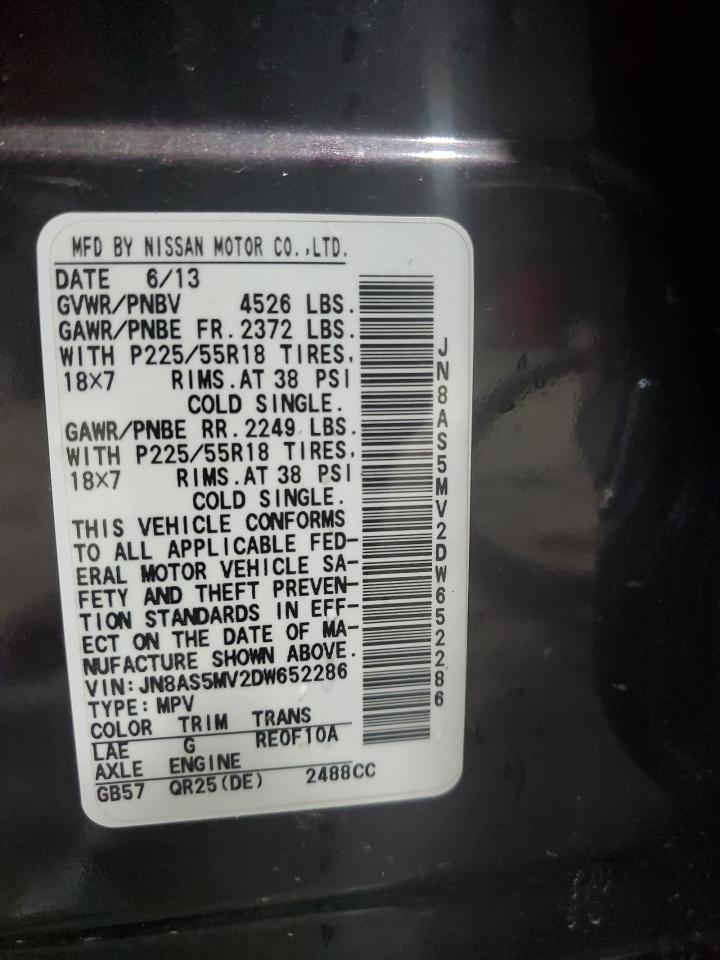 MFD BY NISSAN MOTOR CO.,LTD.
DATE 6/13
GVWR/PNBV 4526 LBS.
GAWR/PNBE FR.2372 LBS.
WITH P225/55R18 TIRES,
18×7 RIMS.AT 38 PSI
COLD SINGLE.
GAWR/PNBE RR.2249 LBS.
WITH P225/55R18 TIRES,
18×7 RIMS.AT 38 PSI
COLD SINGLE.
THIS VEHICLE CONFORMS
TO ALL APPLICABLE FED-
ERAL MOTOR VEHICLE SA-
FETY AND THEFT PREVEN-
TION STANDARDS IN EFF-
ECT ON THE DATE OF MA-
NUFACTURE SHOWN ABOVE.
VIN:JN8AS5MV2DW652286
TYPE:MPV
COLOR TRIM TRANS
LAE G RE0F10A
AXLE ENGINE
GB57 QR25(DE) 2488CC
JN8AS5MV2DW652286